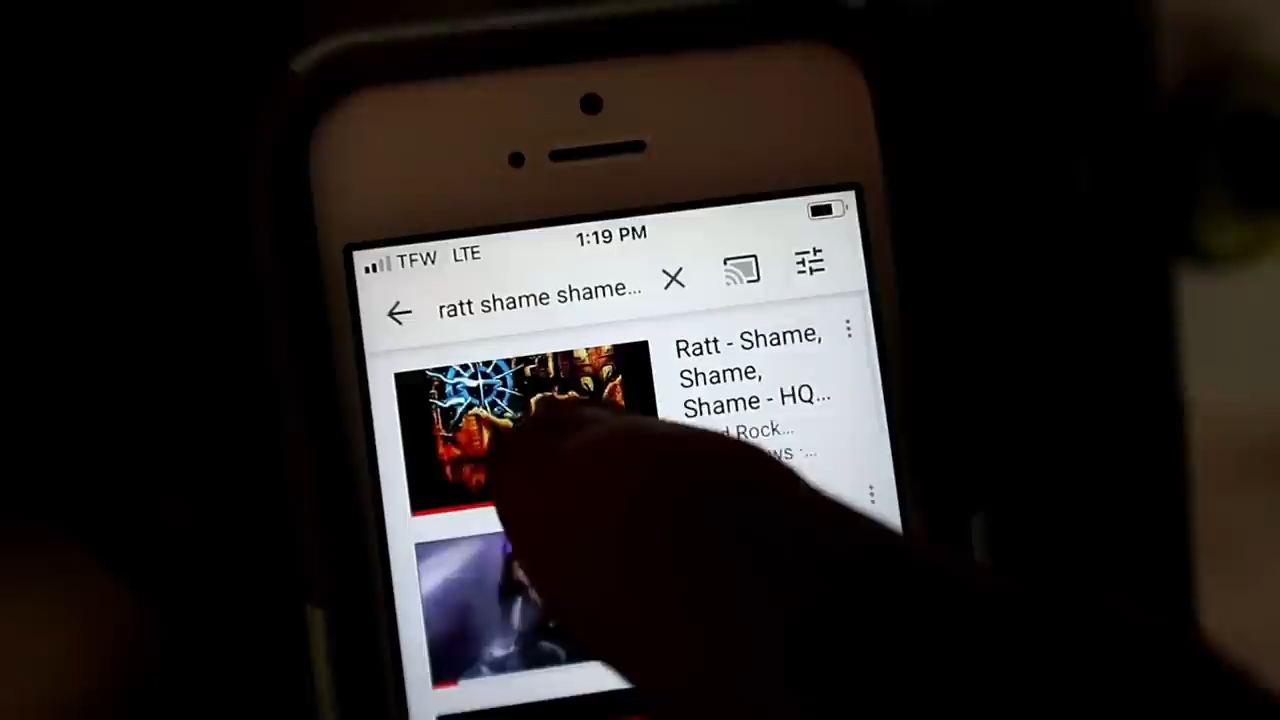 TFW LTE 1:19 PM
ratt shame shame...
Ratt - Shame,
Shame,
Shame - HQ...
Rock...